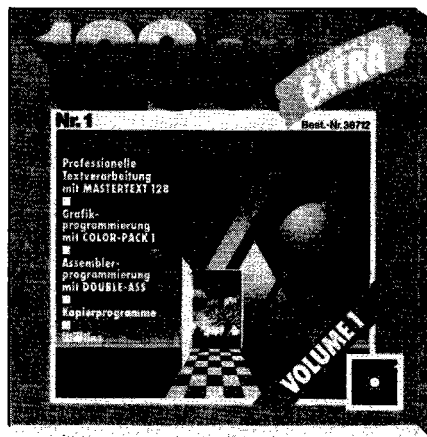 EXTRA
Nr. 1
Best.-Nr. 38712
Professionelle
Textverarbeitung
mit MASTERTEXT 128
Grafik-
programmierung
mit COLOR-PACK I
Assembler-
programmierung
mit DOUBLE-ASS
Kopierprogramme
VOLUME 1